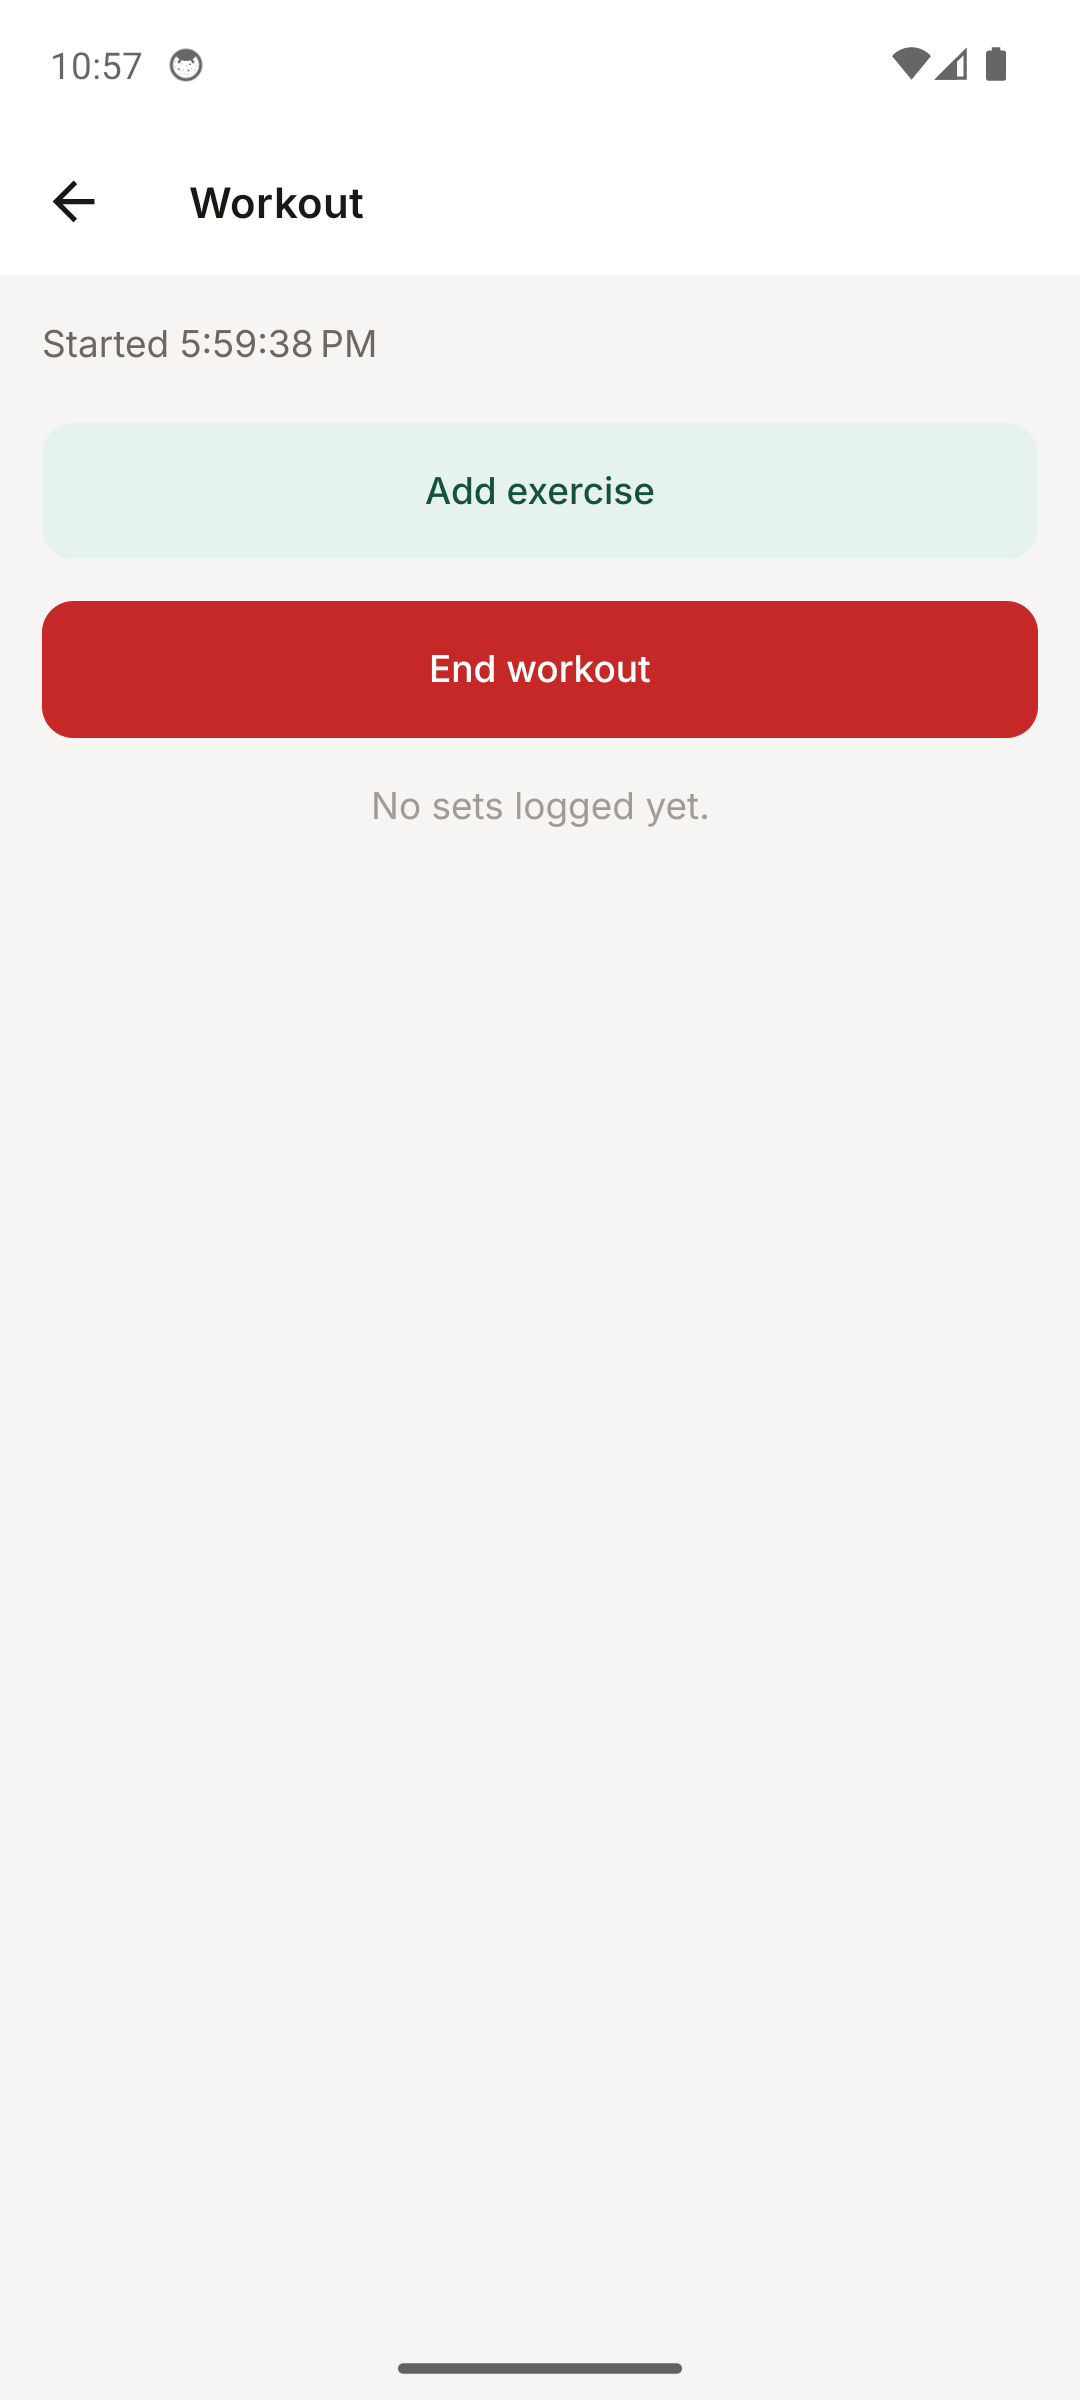 10:57
Workout
Started 5:59:38 PM
Add exercise
End workout
No sets logged yet.